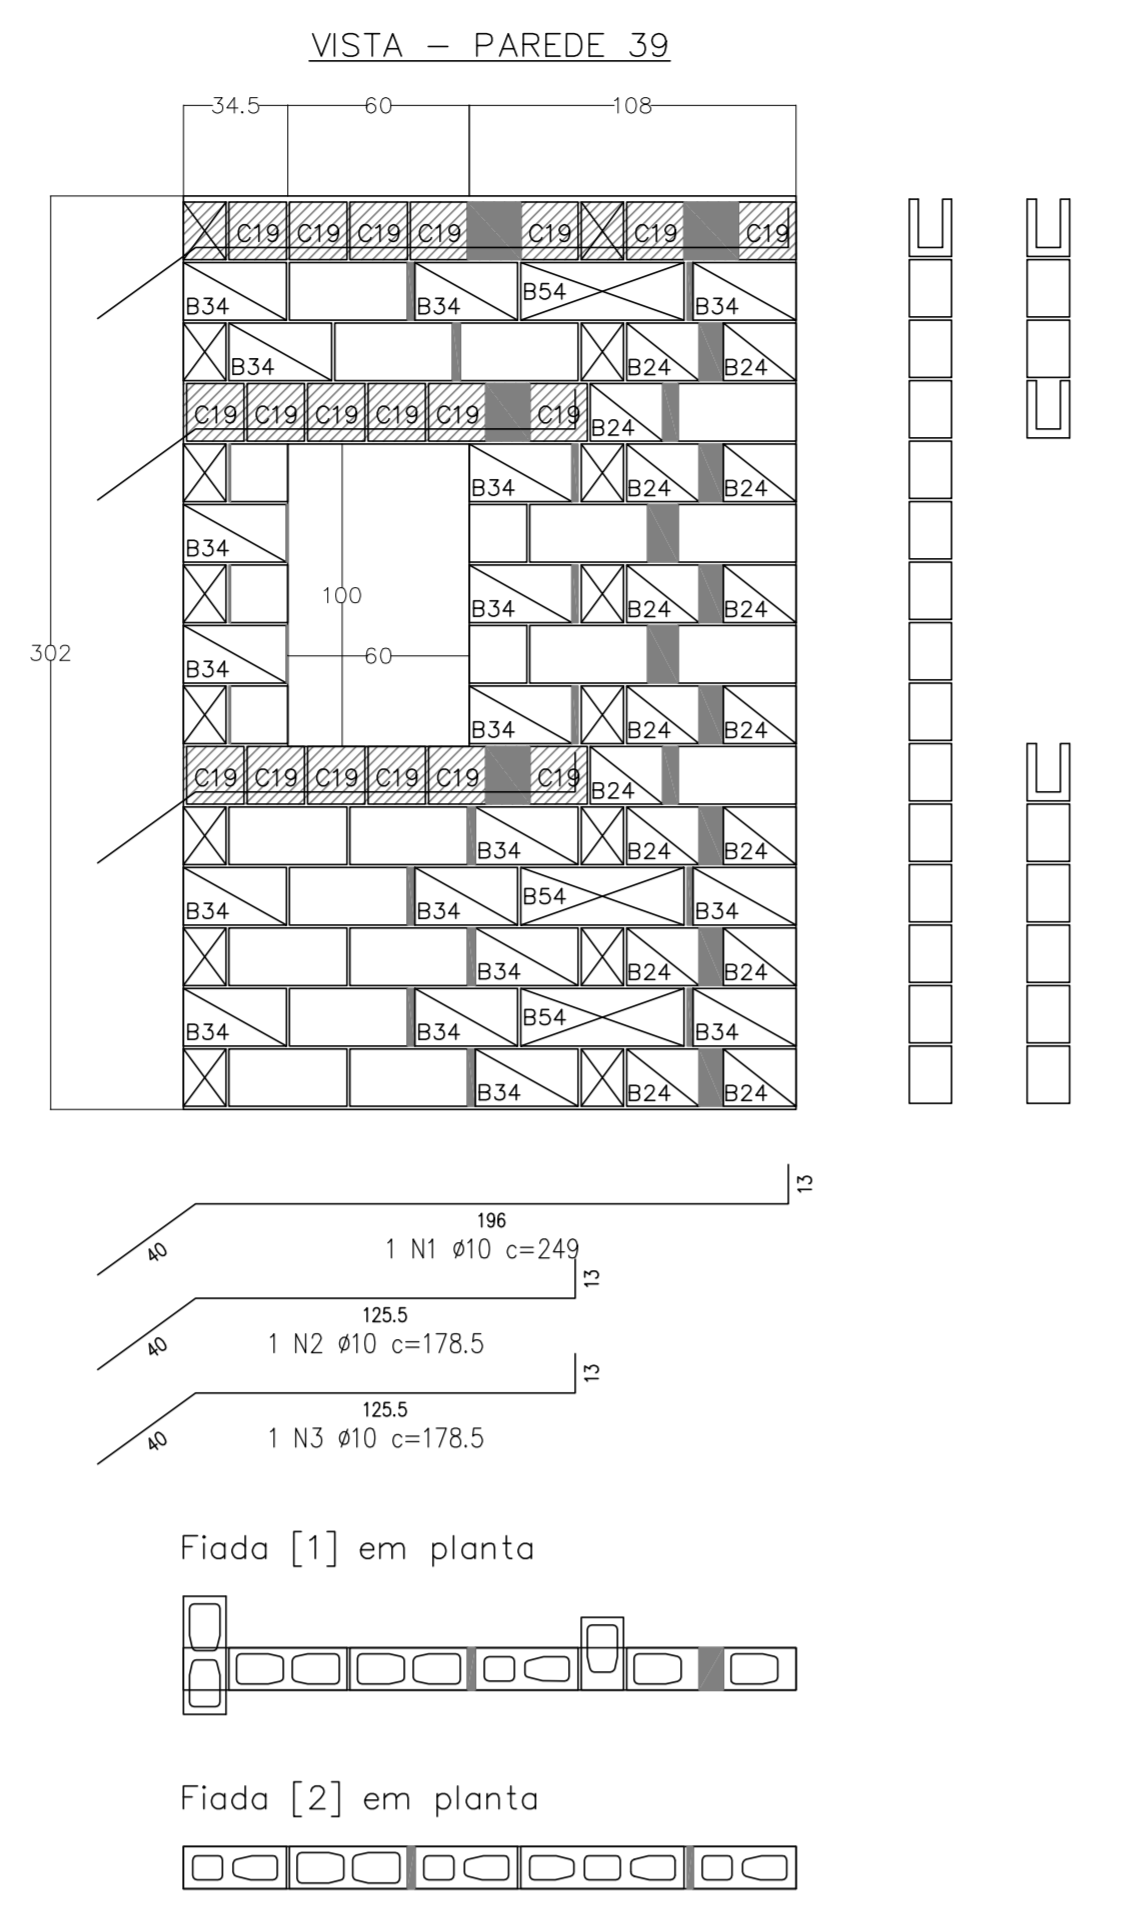 VISTA – PAREDE 39
34.5 60 108
C19 C19 C19 C19 C19 C19 C19
B34 B34 B54 B34
B34 B24 B24
C19 C19 C19 C19 C19 C19 B24
B34 B24 B24
B34
100
B34 B24 B24
302
B34 60
B34 B24 B24
C19 C19 C19 C19 C19 C19 B24
B34 B24 B24
B34 B34 B54 B34
B34 B24 B24
B34 B34 B54 B34
B34 B24 B24
13
196
40
1 N1 ø10 c=249
13
125.5
40
1 N2 ø10 c=178.5
13
125.5
40
1 N3 ø10 c=178.5
Fiada [1] em planta
Fiada [2] em planta